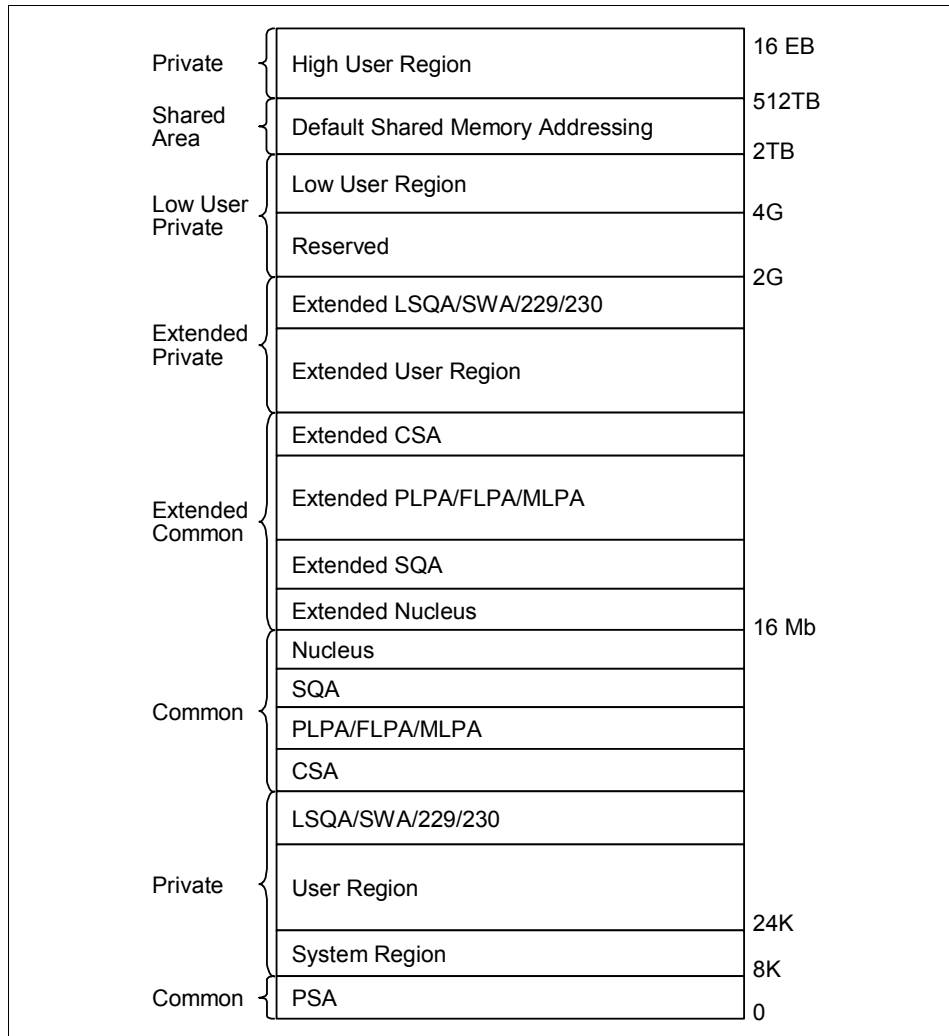 16 EB
Private
High User Region
512TB
Shared
Area
Default Shared Memory Addressing
2TB
Low User Region
Low User
Private
4G
Reserved
2G
Extended LSQA/SWA/229/230
Extended
Private
Extended User Region
Extended CSA
Extended PLPA/FLPA/MLPA
Extended
Common
Extended SQA
Extended Nucleus
16 Mb
Nucleus
SQA
Common
PLPA/FLPA/MLPA
CSA
LSQA/SWA/229/230
Private
User Region
24K
System Region
8K
Common
PSA
0